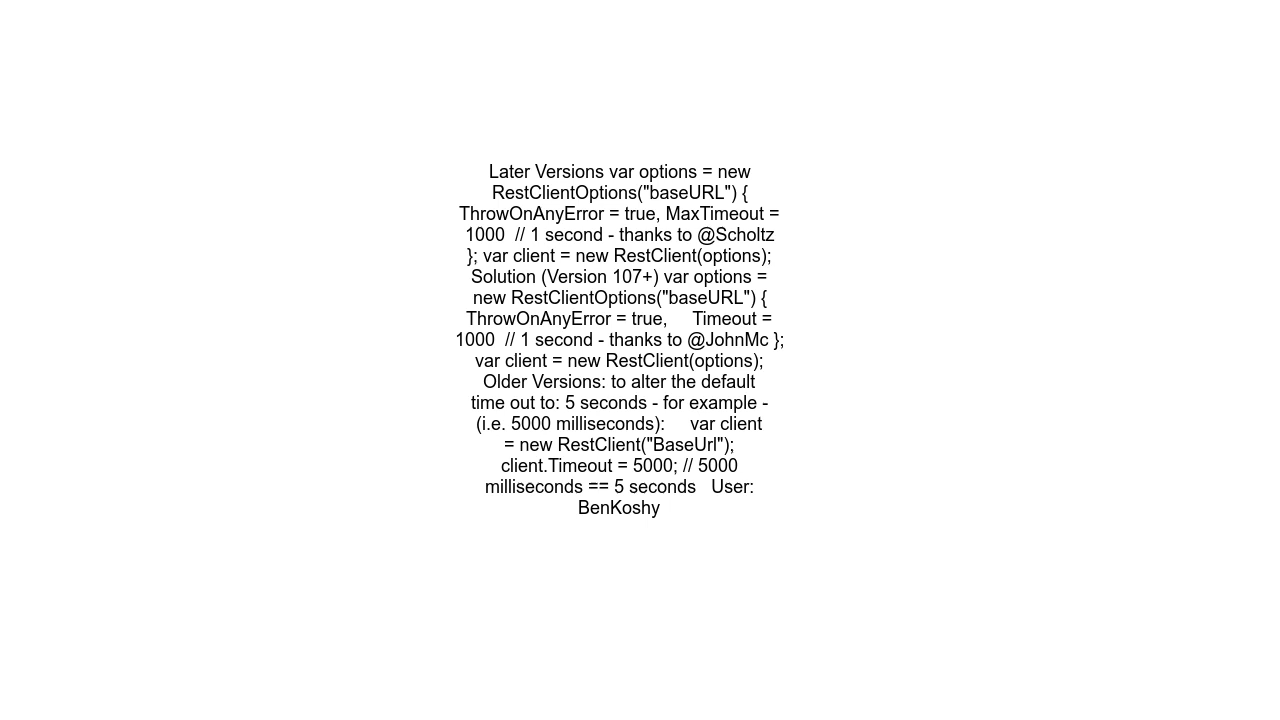 Later Versions var options = new
RestClientOptions("baseURL") {
ThrowOnAnyError = true, MaxTimeout =
1000  // 1 second - thanks to @Scholtz
}; var client = new RestClient(options);
Solution (Version 107+) var options =
new RestClientOptions("baseURL") {
ThrowOnAnyError = true,     Timeout =
1000  // 1 second - thanks to @JohnMc };
var client = new RestClient(options);
Older Versions: to alter the default
time out to: 5 seconds - for example -
(i.e. 5000 milliseconds):     var client
= new RestClient("BaseUrl");
client.Timeout = 5000; // 5000
milliseconds == 5 seconds   User:
BenKoshy